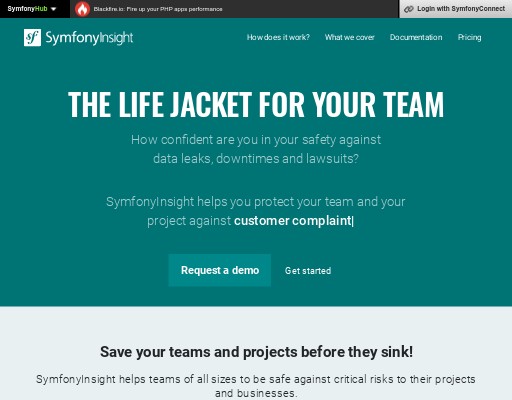 SymfonyHub
Blackfire.io: Fire up your PHP apps performance
Login with SymfonyConnect
sf SymfonyInsight
How does it work?
What we cover
Documentation
Pricing
THE LIFE JACKET FOR YOUR TEAM
How confident are you in your safety against
data leaks, downtimes and lawsuits?
SymfonyInsight helps you protect your team and your
project against customer complaint|
Request a demo
Get started
Save your teams and projects before they sink!
SymfonyInsight helps teams of all sizes to be safe against critical risks to their projects
and businesses.